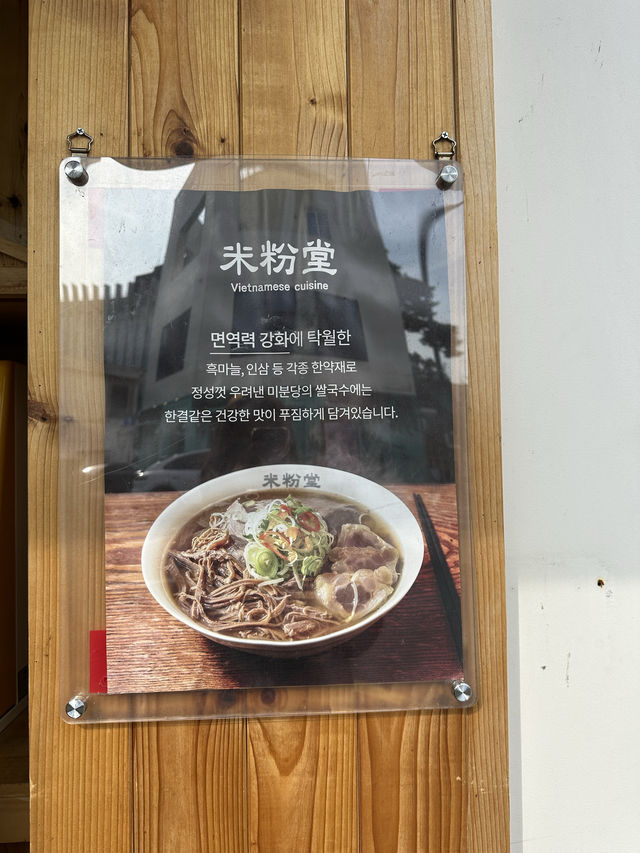 米粉堂
Vietnamese cuisine
면역력 강화에 탁월한
흑마늘, 인삼 등 각종 한약재로
정성껏 우려낸 미분당의 쌀국수에는
한결같은 건강한 맛이 푸짐하게 담겨있습니다.
米粉堂